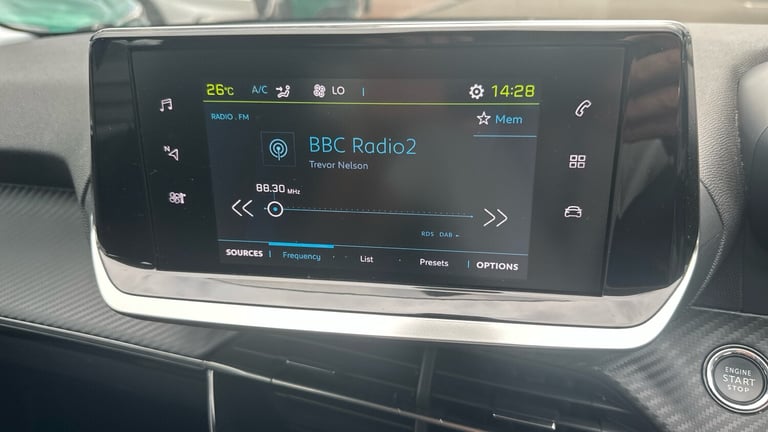 26°C A/C LO 14:28
RADIO . FM
Mem
BBC Radio2
Trevor Nelson
88.30 MHz
RDS DAB
SOURCES Frequency List Presets OPTIONS
N
ENGINE
START
STOP